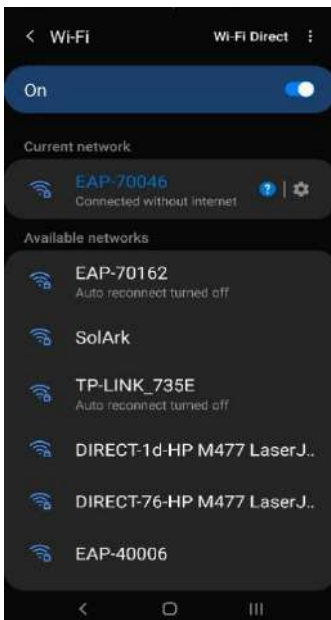 Wi-Fi Wi-Fi Direct
On
Current network
EAP-70046
Connected without internet
Available networks
EAP-70162
Auto reconnect turned off
SolArk
TP-LINK_735E
Auto reconnect turned off
DIRECT-1d-HP M477 LaserJ..
DIRECT-76-HP M477 LaserJ..
EAP-40006